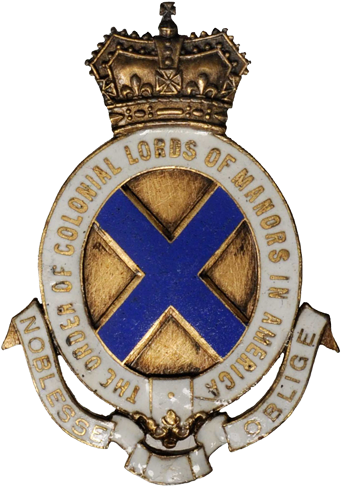 THE ORDER OF COLONIAL LORDS OF MANORS IN AMERICA
NOBLESSE OBLIGE